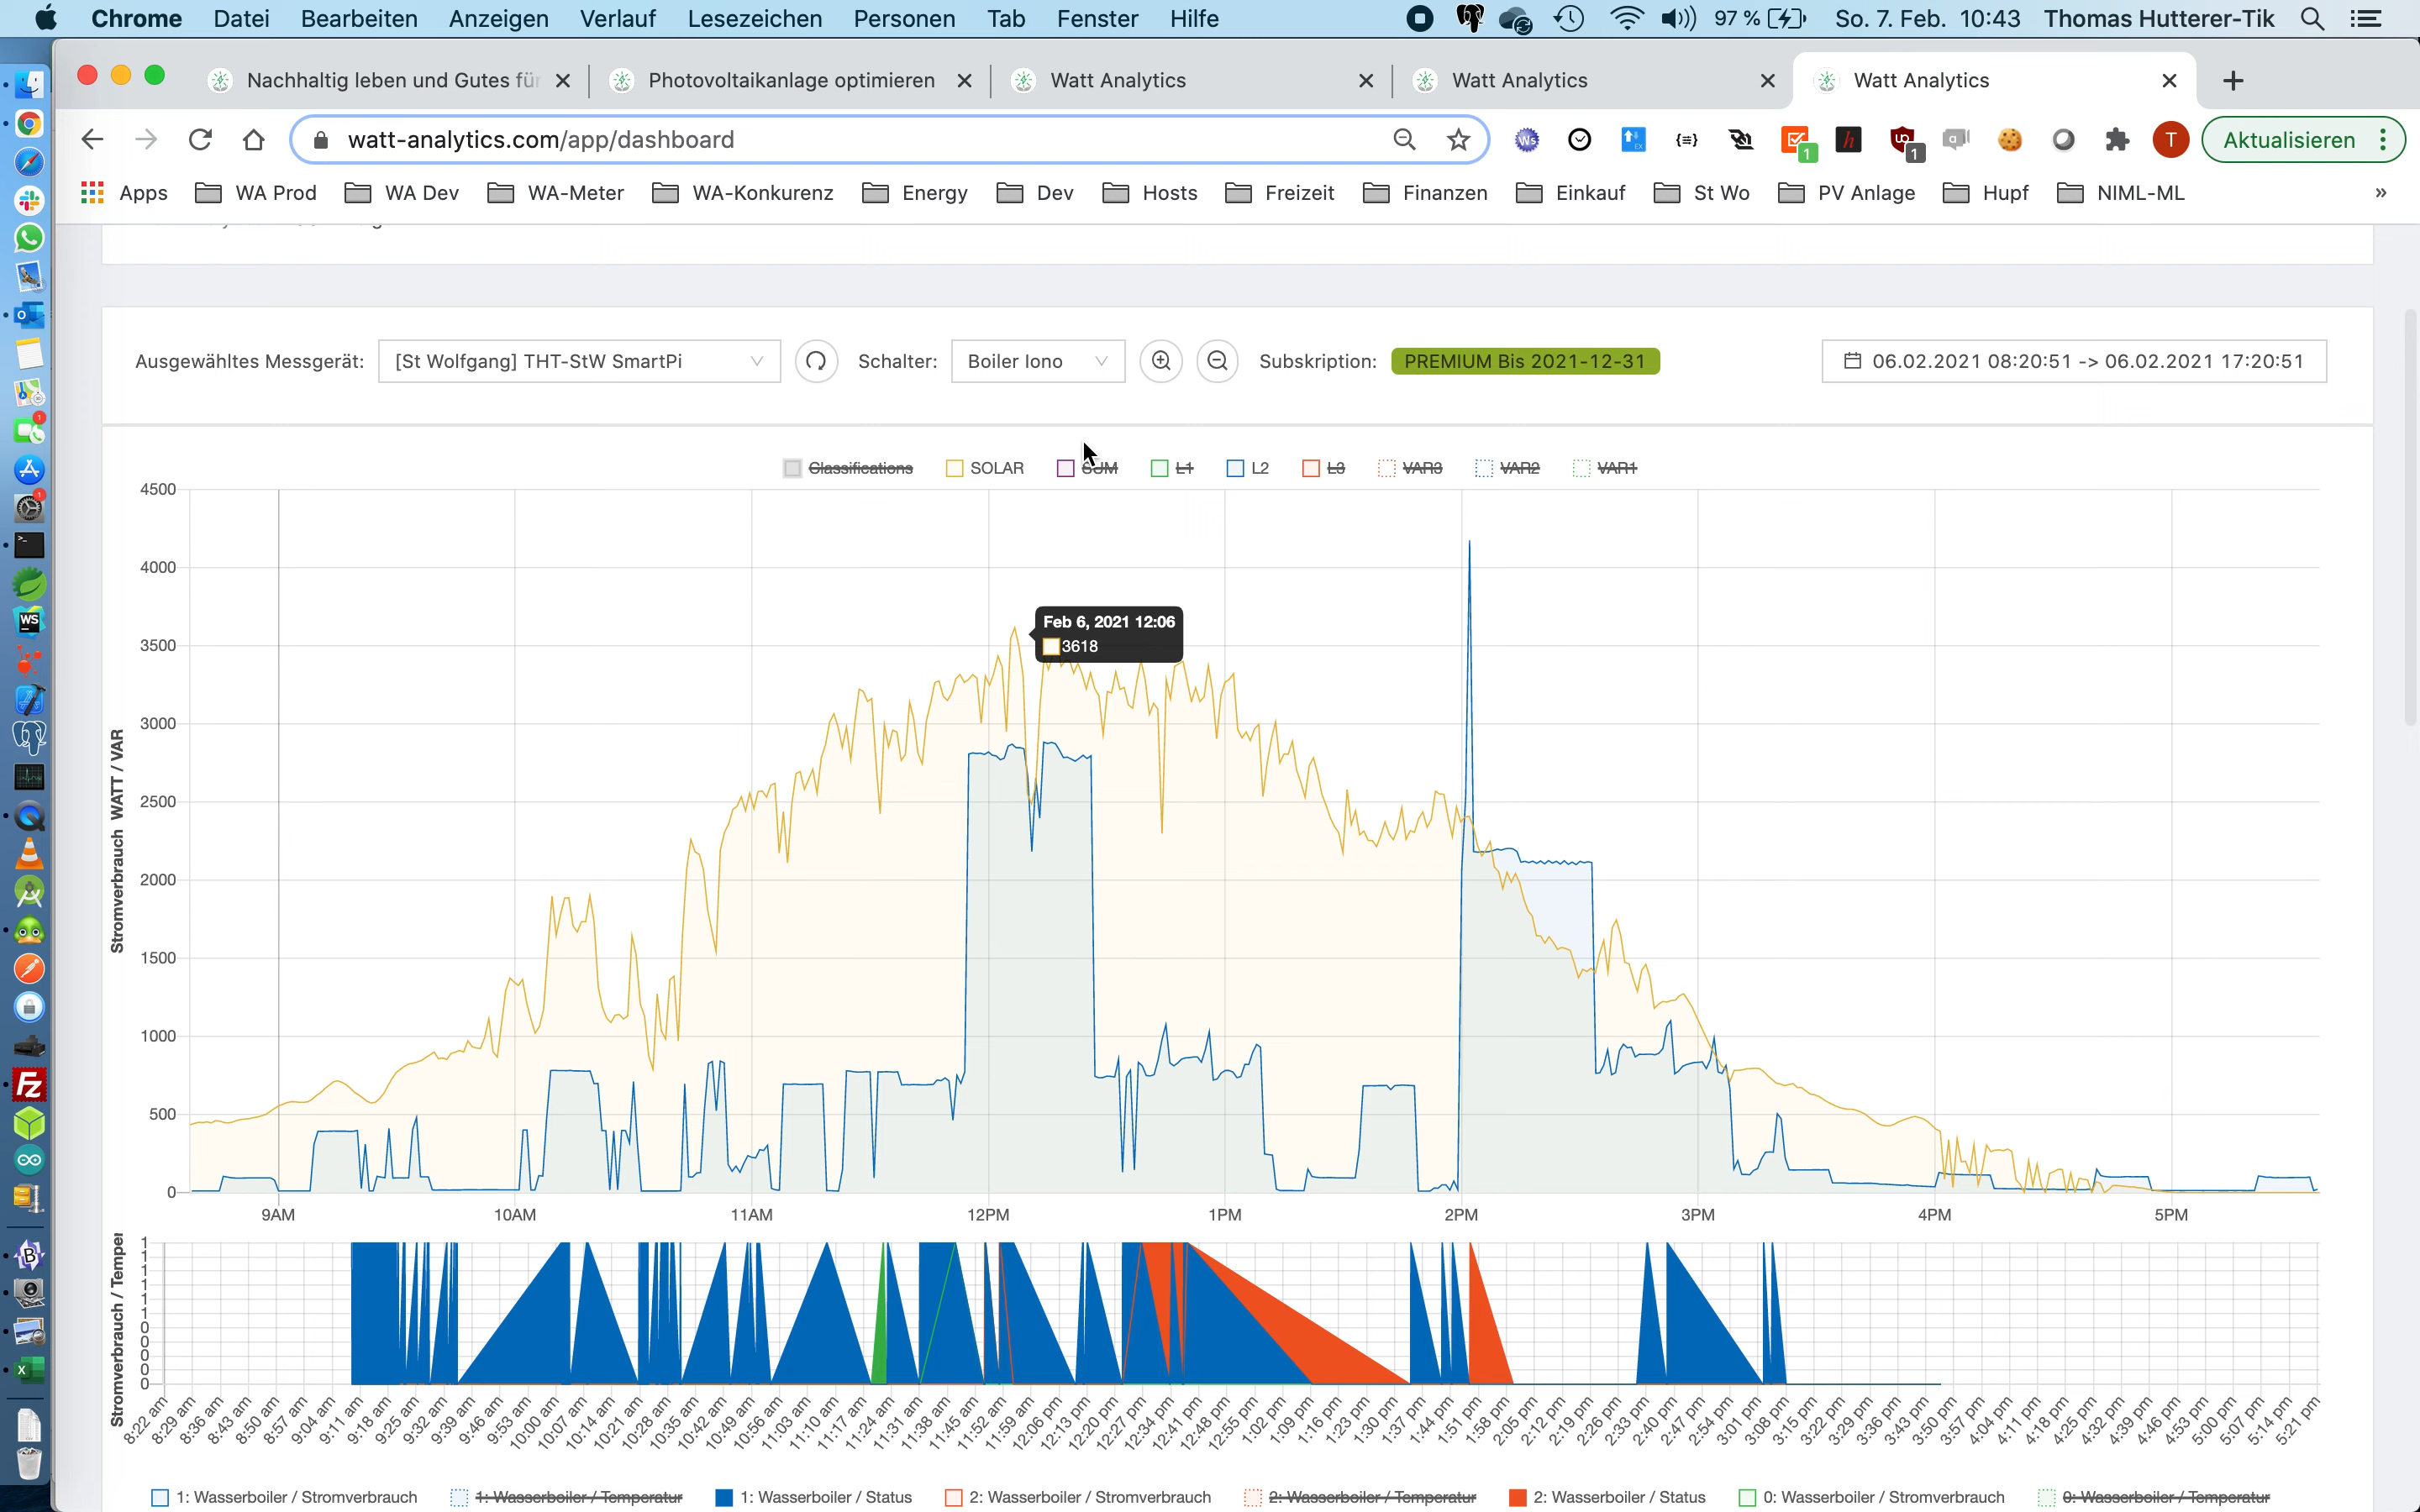 Chrome Datei Bearbeiten Anzeigen Verlauf Lesezeichen Personen Tab Fenster Hilfe 97 % So. 7. Feb. 10:43 Thomas Hutterer-Tik
Nachhaltig leben und Gutes für Photovoltaikanlage optimieren Watt Analytics Watt Analytics Watt Analytics
watt-analytics.com/app/dashboard Aktualisieren
Apps WA Prod WA Dev WA-Meter WA-Konkurenz Energy Dev Hosts Freizeit Finanzen Einkauf St Wo PV Anlage Hupf NIML-ML »
Ausgewähltes Messgerät: [St Wolfgang] THT-StW SmartPi Schalter: Boiler Iono Subskription: PREMIUM Bis 2021-12-31 06.02.2021 08:20:51 -> 06.02.2021 17:20:51
Classifications SOLAR SUM L1 L2 L3 VAR3 VAR2 VAR1
Stromverbrauch WATT / VAR
4500
4000
3500
3000
2500
2000
1500
1000
500
0
Feb 6, 2021 12:06
3618
9AM 10AM 11AM 12PM 1PM 2PM 3PM 4PM 5PM
Stromverbrauch / Temper
1
1
1
1
1
1
0
0
0
0
0
8:22 am 8:29 am 8:36 am 8:43 am 8:50 am 8:57 am 9:04 am 9:11 am 9:18 am 9:25 am 9:32 am 9:39 am 9:46 am 9:53 am 10:00 am 10:07 am 10:14 am 10:21 am 10:28 am 10:35 am 10:42 am 10:49 am 10:56 am 11:03 am 11:10 am 11:17 am 11:24 am 11:31 am 11:38 am 11:45 am 11:52 am 11:59 am 12:06 pm 12:13 pm 12:20 pm 12:27 pm 12:34 pm 12:41 pm 12:48 pm 12:55 pm 1:02 pm 1:09 pm 1:16 pm 1:23 pm 1:30 pm 1:37 pm 1:44 pm 1:51 pm 1:58 pm 2:05 pm 2:12 pm 2:19 pm 2:26 pm 2:33 pm 2:40 pm 2:47 pm 2:54 pm 3:01 pm 3:08 pm 3:15 pm 3:22 pm 3:29 pm 3:36 pm 3:43 pm 3:50 pm 3:57 pm 4:04 pm 4:11 pm 4:18 pm 4:25 pm 4:32 pm 4:39 pm 4:46 pm 4:53 pm 5:00 pm 5:07 pm 5:14 pm 5:21 pm
1: Wasserboiler / Stromverbrauch 1: Wasserboiler / Temperatur 1: Wasserboiler / Status 2: Wasserboiler / Stromverbrauch 2: Wasserboiler / Temperatur 2: Wasserboiler / Status 0: Wasserboiler / Stromverbrauch 0: Wasserboiler / Temperatur